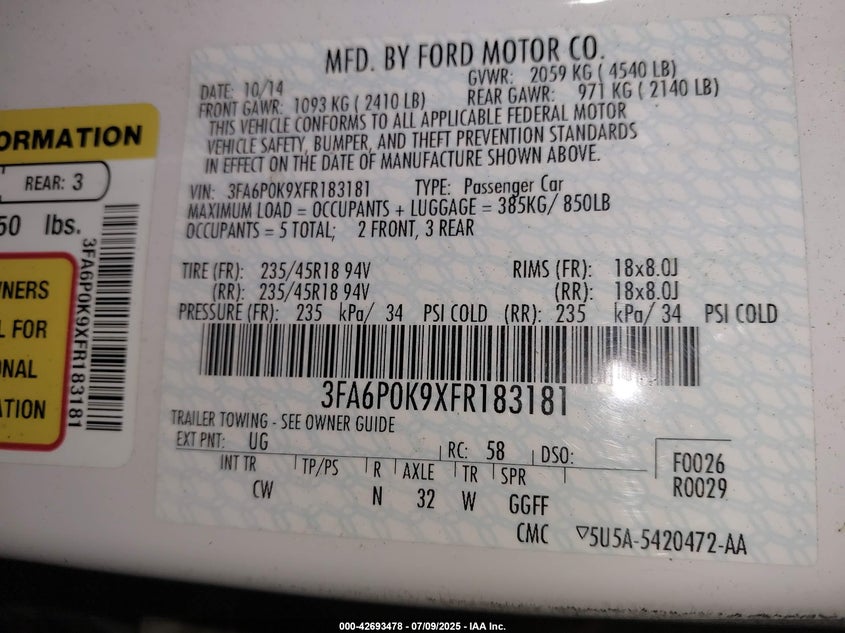 MFD. BY FORD MOTOR CO.
DATE: 10/14 GVWR: 2059 KG ( 4540 LB)
FRONT GAWR: 1093 KG ( 2410 LB) REAR GAWR: 971 KG ( 2140 LB)
THIS VEHICLE CONFORMS TO ALL APPLICABLE FEDERAL MOTOR
VEHICLE SAFETY, BUMPER, AND THEFT PREVENTION STANDARDS
IN EFFECT ON THE DATE OF MANUFACTURE SHOWN ABOVE.
VIN: 3FA6P0K9XFR183181 TYPE: Passenger Car
MAXIMUM LOAD = OCCUPANTS + LUGGAGE = 385KG/ 850LB
OCCUPANTS = 5 TOTAL; 2 FRONT, 3 REAR
TIRE (FR): 235/45R18 94V RIMS (FR): 18x8.0J
(RR): 235/45R18 94V (RR): 18x8.0J
PRESSURE (FR): 235 kPa/ 34 PSI COLD (RR): 235 kPa/ 34 PSI COLD
3FA6P0K9XFR183181
TRAILER TOWING - SEE OWNER GUIDE
EXT PNT: UG RC: 58 DSO:
INT TR TP/PS R AXLE TR SPR
CW N 32 W GGFF
F0026
R0029
CMC ▽5U5A-5420472-AA
ORMATION
REAR: 3
50 lbs.
3FA6P0K9XFR183181
WNERS
L FOR
ONAL
ATION
000-42693478 - 07/09/2025 - IAA Inc.